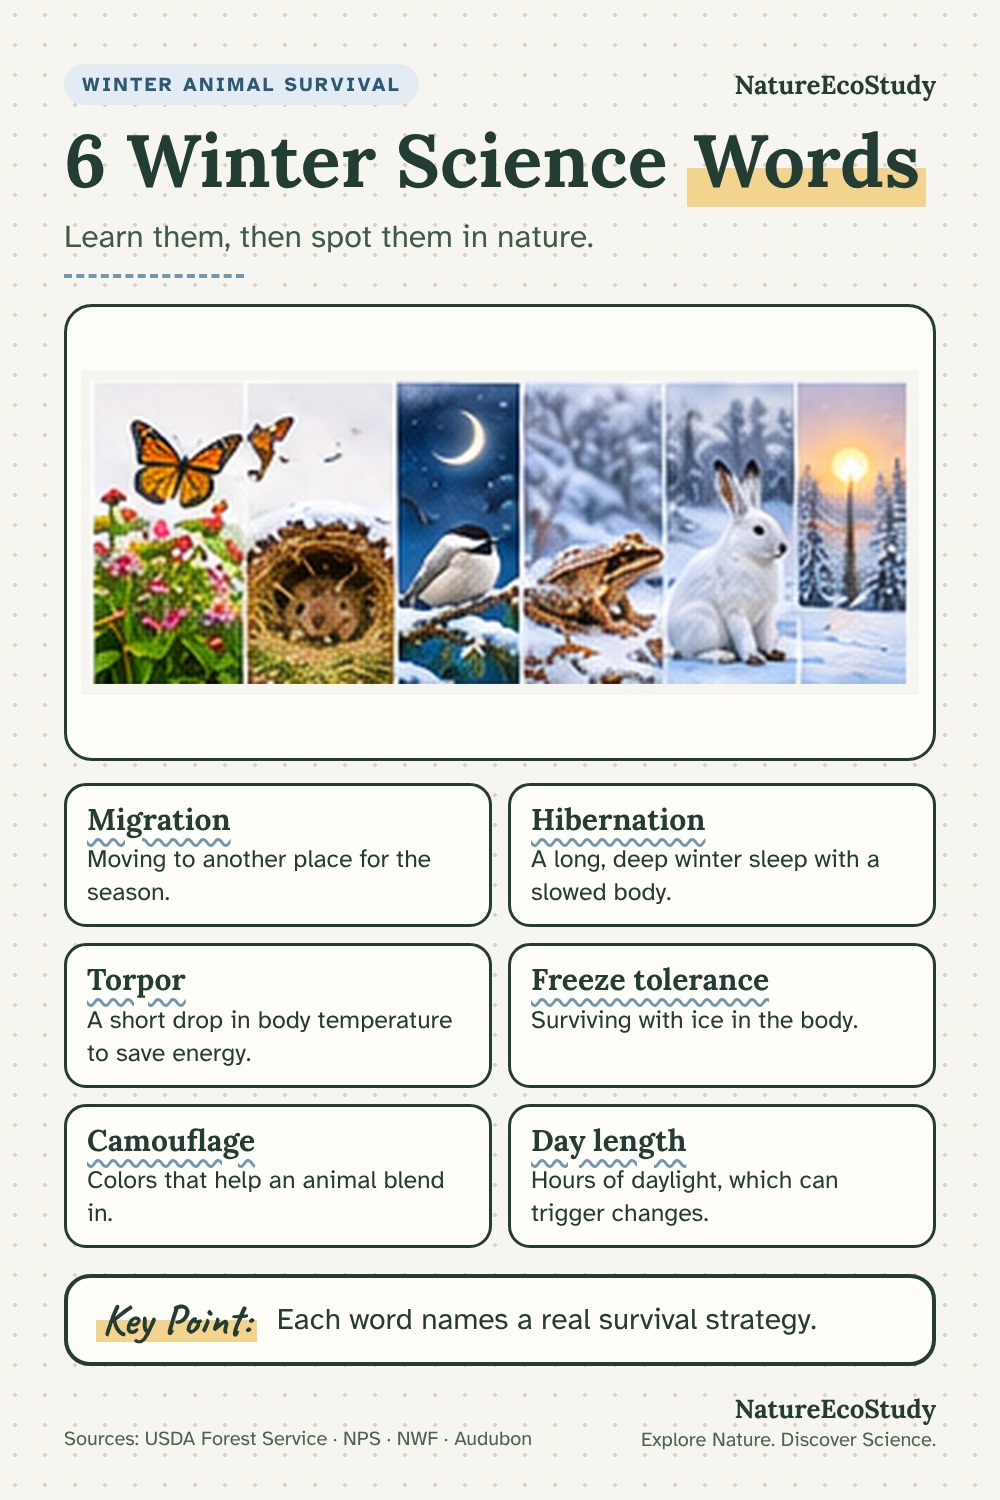 WINTER ANIMAL SURVIVAL
NatureEcoStudy
6 Winter Science Words
Learn them, then spot them in nature.
Migration
Moving to another place for the
season.
Hibernation
A long, deep winter sleep with a
slowed body.
Torpor
A short drop in body temperature
to save energy.
Freeze tolerance
Surviving with ice in the body.
Camouflage
Colors that help an animal blend
in.
Day length
Hours of daylight, which can
trigger changes.
Key Point: Each word names a real survival strategy.
NatureEcoStudy
Sources: USDA Forest Service · NPS · NWF · Audubon
Explore Nature. Discover Science.